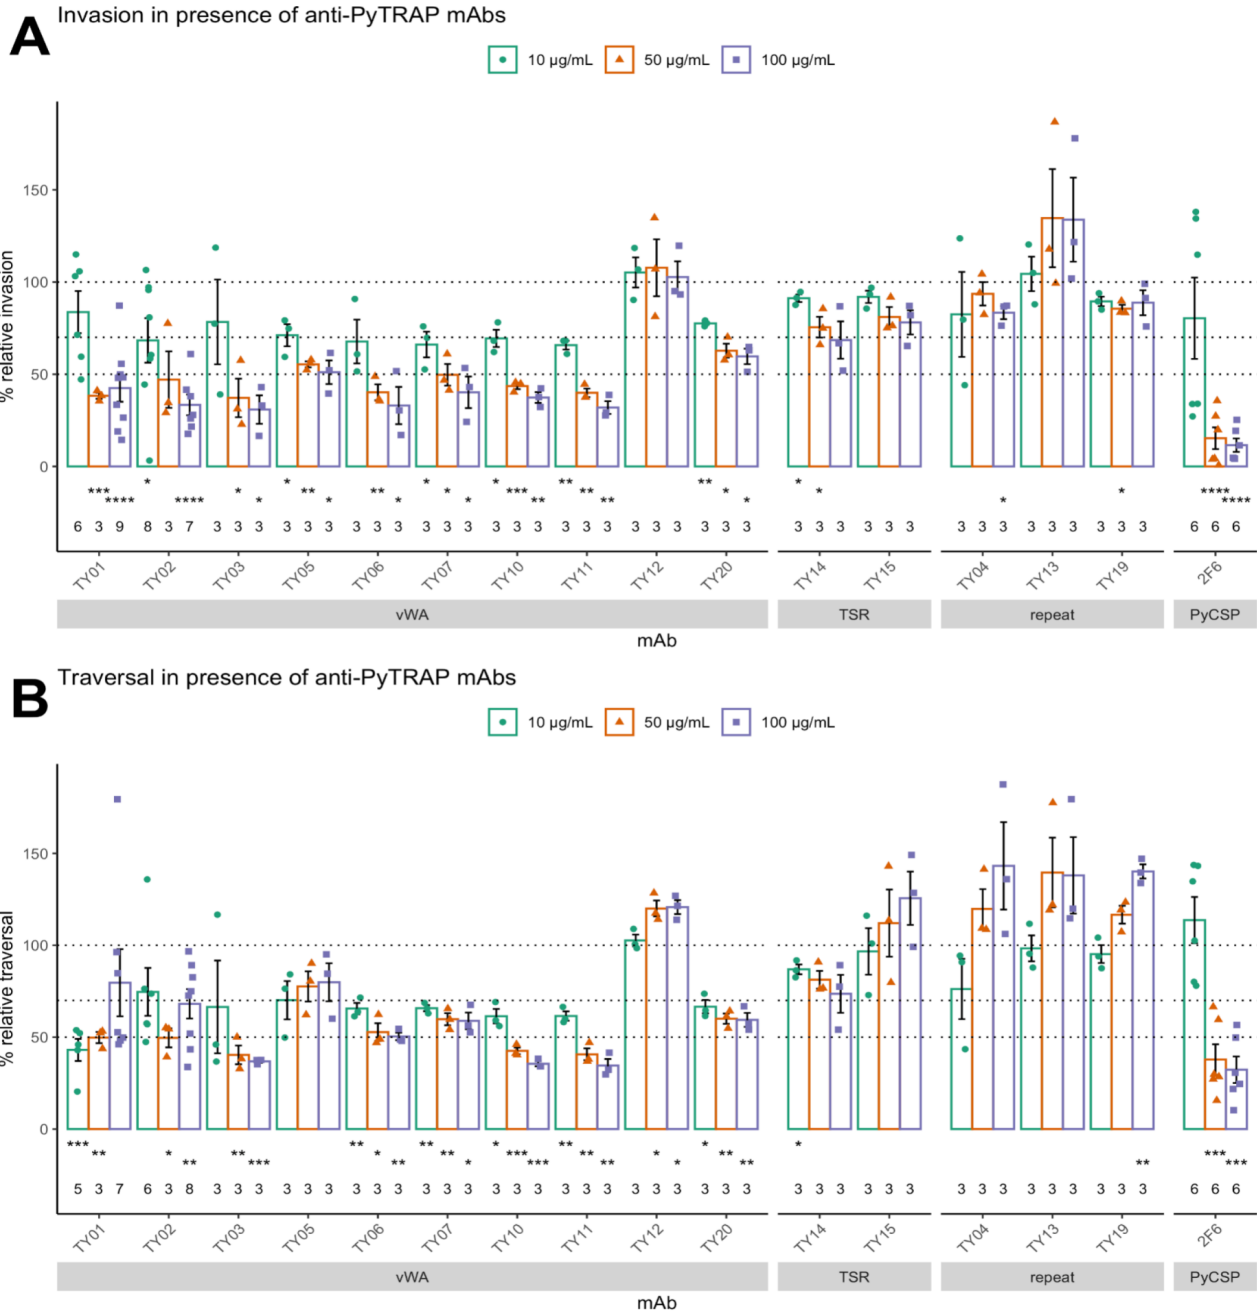 A
Invasion in presence of anti-PyTRAP mAbs
10 µg/mL 50 µg/mL 100 µg/mL
% relative invasion
150
100
50
0
*** **** * **** * * * ** ** * * * * * *** ** ** ** ** ** * * * * * * **** ****
6 3 9 8 3 7 3 3 3 3 3 3 3 3 3 3 3 3 3 3 3 3 3 3 3 3 3 3 3 3 3 3 3 3 3 3 3 3 3 3 3 3 3 3 3 6 6 6
TY01 TY02 TY03 TY05 TY06 TY07 TY10 TY11 TY12 TY20 TY14 TY15 TY04 TY13 TY19 2F6
vWA TSR repeat PyCSP
mAb
B
Traversal in presence of anti-PyTRAP mAbs
10 µg/mL 50 µg/mL 100 µg/mL
% relative traversal
150
100
50
0
*** ** * ** ** *** ** * ** ** ** * * *** *** ** ** ** * * * ** ** * ** *** ***
5 3 7 6 3 8 3 3 3 3 3 3 3 3 3 3 3 3 3 3 3 3 3 3 3 3 3 3 3 3 3 3 3 3 3 3 3 3 3 3 3 3 3 3 3 6 6 6
TY01 TY02 TY03 TY05 TY06 TY07 TY10 TY11 TY12 TY20 TY14 TY15 TY04 TY13 TY19 2F6
vWA TSR repeat PyCSP
mAb